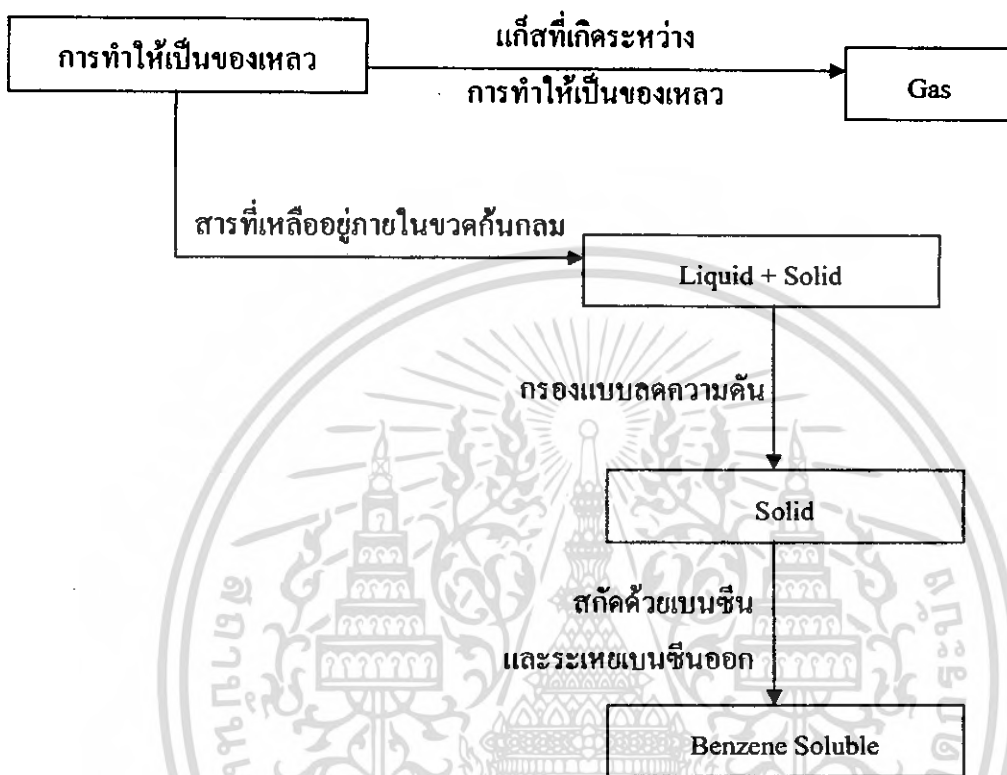 การทำให้เป็นของเหลว
แก็สที่เกิดระหว่าง
การทำให้เป็นของเหลว
Gas
สารที่เหลืออยู่ภายในขวดก้นกลม
Liquid + Solid
กรองแบบลดความดัน
Solid
สกัดด้วยเบนซีน
และระเหยเบนซีนออก
Benzene Soluble